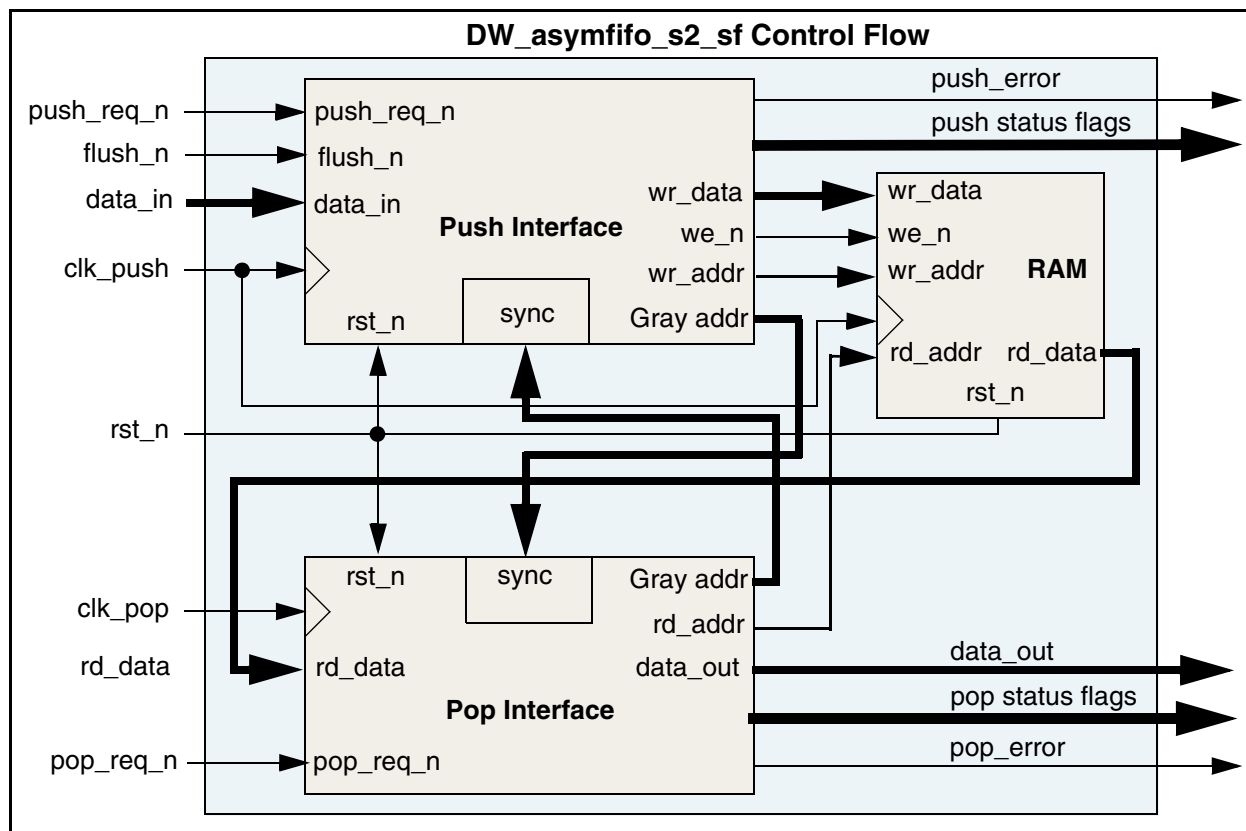 DW_asymfifo_s2_sf Control Flow
push_req_n
flush_n
data_in
clk_push
rst_n
clk_pop
rd_data
pop_req_n
push_req_n
flush_n
data_in
Push Interface
rst_n
sync
wr_data
we_n
wr_addr
Gray addr
push_error
push status flags
wr_data
we_n
wr_addr
RAM
rd_addr
rd_data
rst_n
rst_n
sync
Gray addr
rd_addr
rd_data
data_out
Pop Interface
pop_req_n
data_out
pop status flags
pop_error